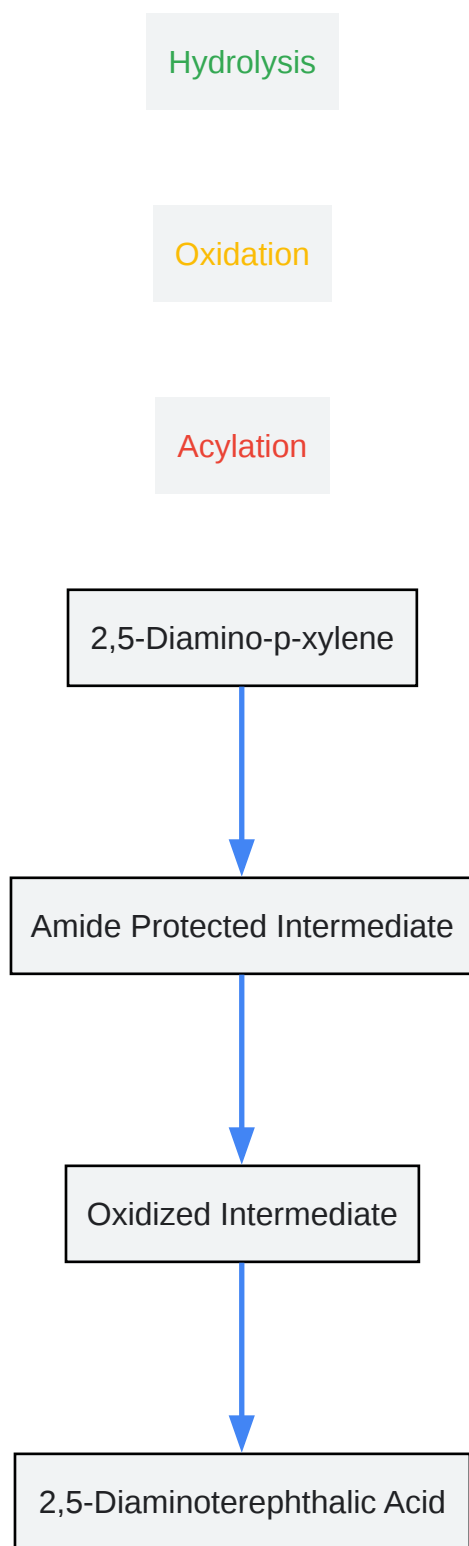 Hydrolysis
Oxidation
Acylation
2,5-Diamino-p-xylene
Amide Protected Intermediate
Oxidized Intermediate
2,5-Diaminoterephthalic Acid